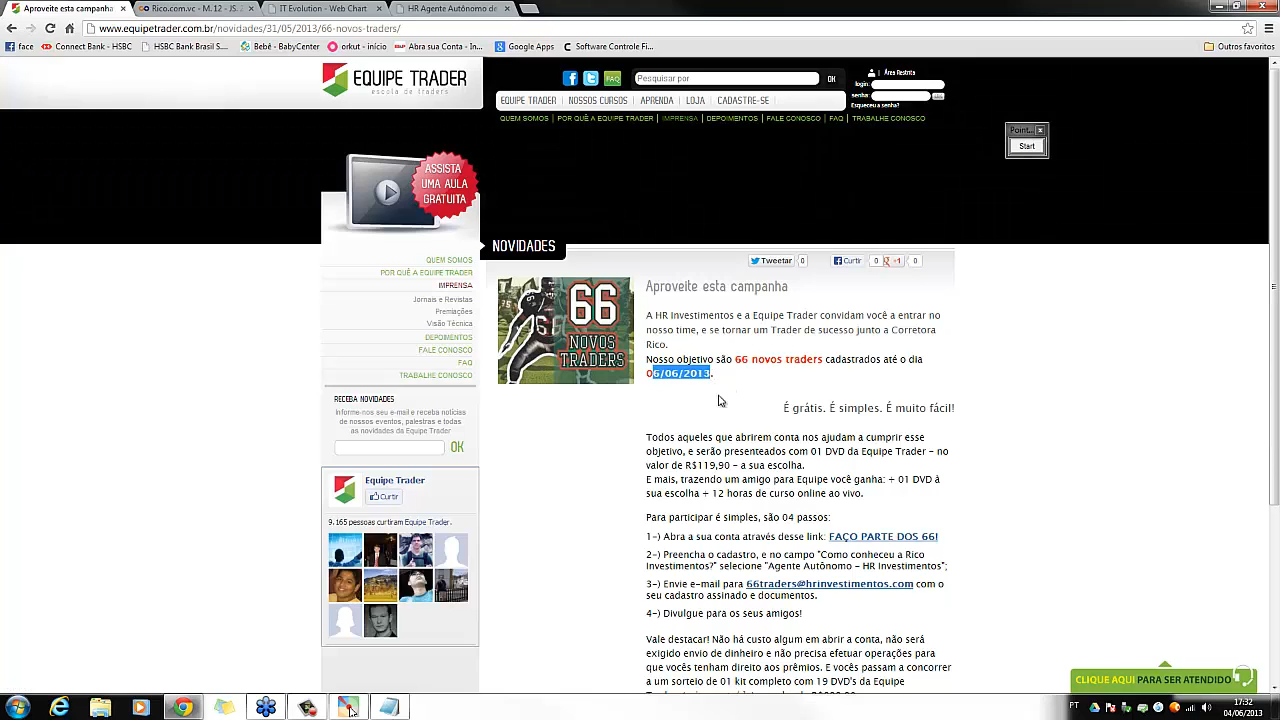 Aproveite esta campanha
Rico.com.vc - M. 12 - JS. J
IT Evolution - Web Chart
HR Agente Autônomo de
www.equipetrader.com.br/novidades/31/05/2013/66-novos-traders/
face
Connect Bank - HSBC
HSBC Bank Brasil S....
Bebê - BabyCenter
orkut - início
Abra sua Conta - In...
Google Apps
Software Controle Fi...
Outros favoritos
EQUIPE TRADER
escola de traders
FAQ
Pesquisar por
OK
Área Restrita
login:
senha:
Esqueceu a senha?
EQUIPE TRADER
NOSSOS CURSOS
APRENDA
LOJA
CADASTRE-SE
QUEM SOMOS
POR QUÊ A EQUIPE TRADER
IMPRENSA
DEPOIMENTOS
FALE CONOSCO
FAQ
TRABALHE CONOSCO
Point...
Start
ASSISTA
UMA AULA
GRATUITA
NOVIDADES
QUEM SOMOS
POR QUÊ A EQUIPE TRADER
IMPRENSA
Jornais e Revistas
Premiações
Visão Técnica
DEPOIMENTOS
FALE CONOSCO
FAQ
TRABALHE CONOSCO
RECEBA NOVIDADES
Informe-nos seu e-mail e receba notícias
de nossos eventos, palestras e todas
as novidades da Equipe Trader
OK
Equipe Trader
Curtir
9.165 pessoas curtiram Equipe Trader.
Tweetar
0
Curtir
0
+1
0
66
NOVOS
TRADERS
Aproveite esta campanha
A HR Investimentos e a Equipe Trader convidam você a entrar no
nosso time, e se tornar um Trader de sucesso junto a Corretora
Rico.
Nosso objetivo são 66 novos traders cadastrados até o dia
06/06/2013.
É grátis. É simples. É muito fácil!
Todos aqueles que abrirem conta nos ajudam a cumprir esse
objetivo, e serão presenteados com 01 DVD da Equipe Trader - no
valor de R$119,90 - a sua escolha.
E mais, trazendo um amigo para Equipe você ganha: + 01 DVD à
sua escolha + 12 horas de curso online ao vivo.
Para participar é simples, são 04 passos:
1-) Abra a sua conta através desse link: FAÇO PARTE DOS 66!
2-) Preencha o cadastro, e no campo "Como conheceu a Rico
Investimentos?" selecione "Agente Autônomo - HR Investimentos";
3-) Envie e-mail para 66traders@hrinvestimentos.com com o
seu cadastro assinado e documentos.
4-) Divulgue para os seus amigos!
Vale destacar! Não há custo algum em abrir a conta, não será
exigido envio de dinheiro e não precisa efetuar operações para
que vocês tenham direito aos prêmios. E vocês passam a concorrer
a um sorteio de 01 kit completo com 19 DVD's da Equipe
CLIQUE AQUI PARA SER ATENDIDO
PT
17:32
04/06/2013